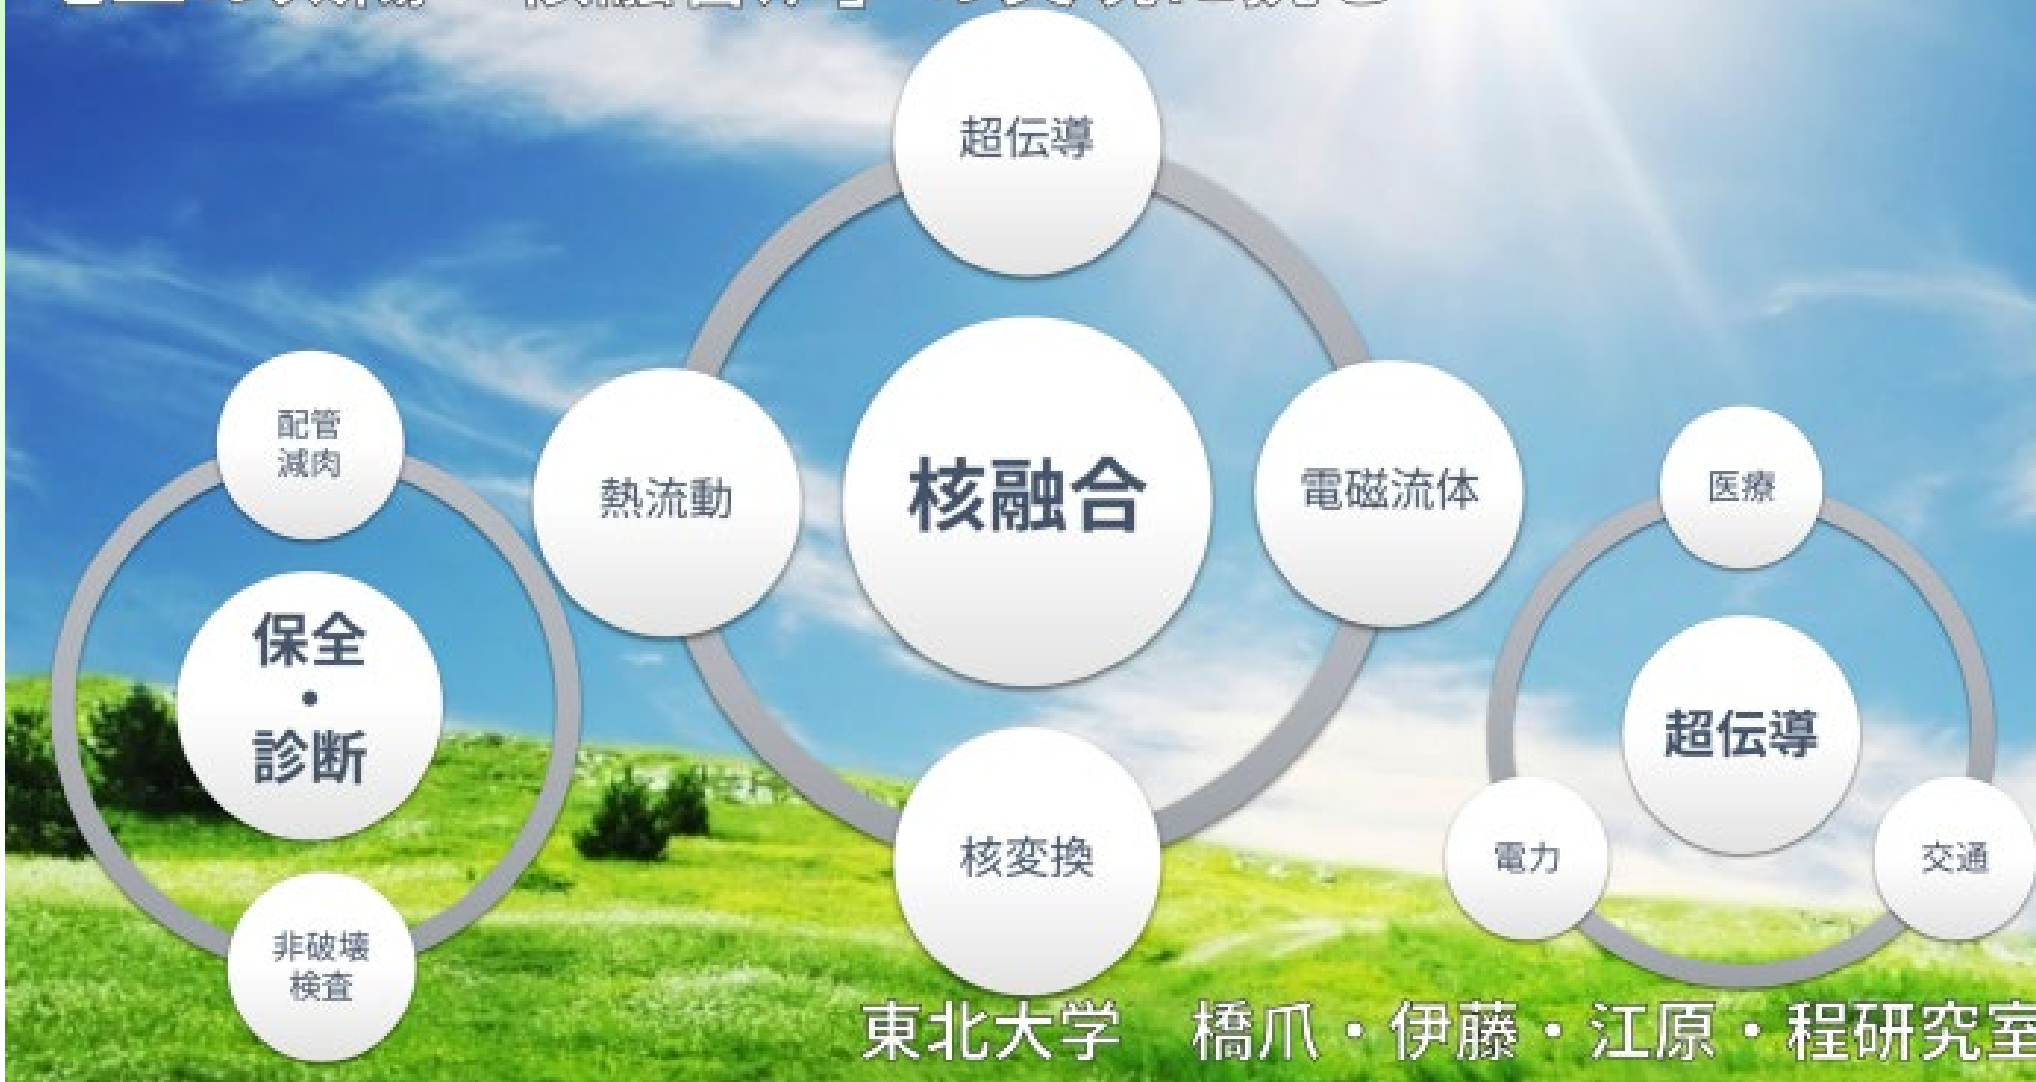 超伝導
配管
減肉
熱流動
核融合
電磁流体
医療
保全
・
診断
超伝導
核変換
電力
交通
非破壊
検査
東北大学　橋爪・伊藤・江原・程研究室